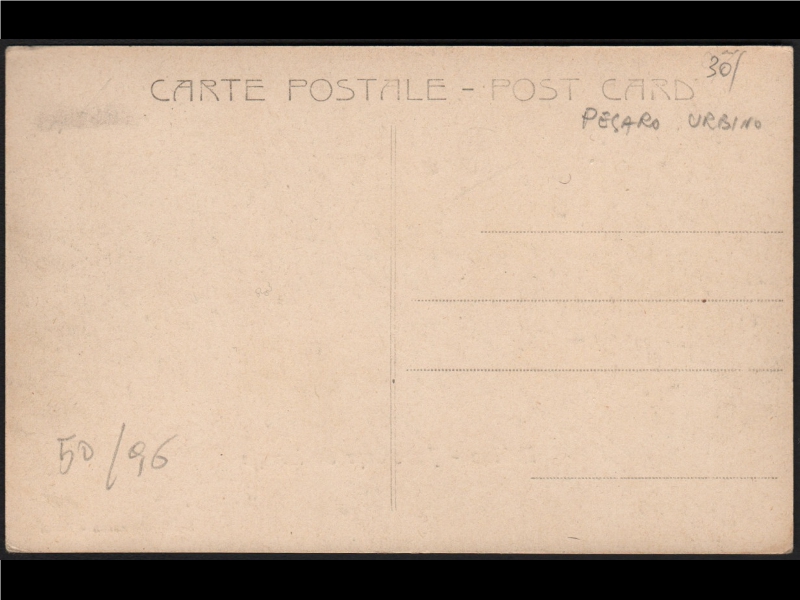 30/
CARTE POSTALE - POST CARD
PESARO URBINO
50/96